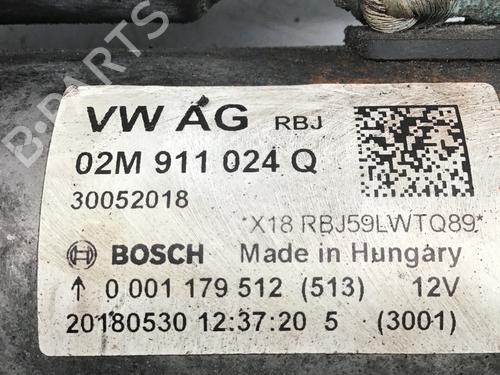 VW AG RBJ
02M 911 024 Q
30052018
*X18 RBJ59LWTQ89*
BOSCH Made in Hungary
↑ 0 001 179 512 (513) 12V
20180530 12:37:20 5 (3001)
B-PARTS